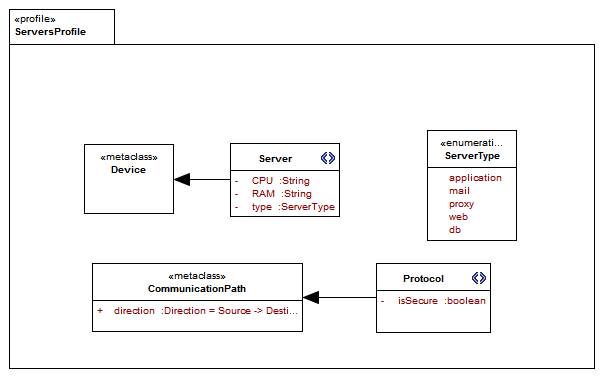 «profile»
ServersProfile
«metaclass»
Device
Server
- CPU :String
- RAM :String
- type :ServerType
«enumerati...
ServerType
application
mail
proxy
web
db
«metaclass»
CommunicationPath
+ direction :Direction = Source -> Desti...
Protocol
- isSecure :boolean